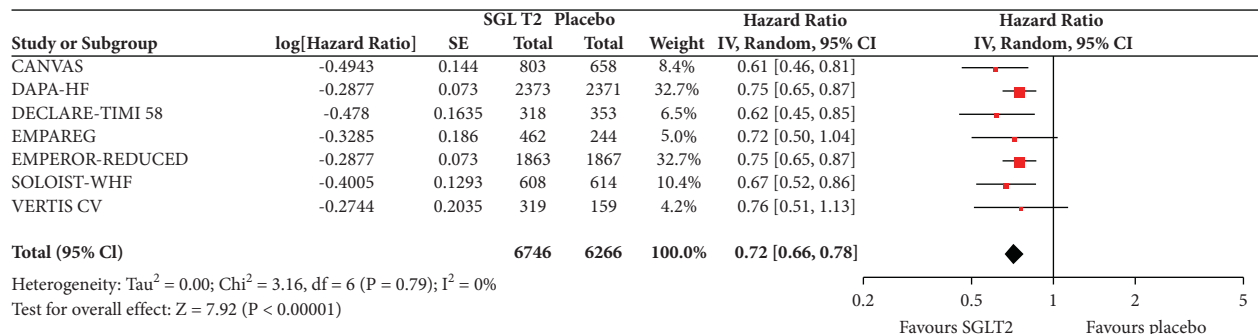 SGL T2 Placebo Hazard Ratio Hazard Ratio
Study or Subgroup log[Hazard Ratio] SE Total Total Weight IV, Random, 95% CI IV, Random, 95% CI
CANVAS -0.4943 0.144 803 658 8.4% 0.61 [0.46, 0.81]
DAPA-HF -0.2877 0.073 2373 2371 32.7% 0.75 [0.65, 0.87]
DECLARE-TIMI 58 -0.478 0.1635 318 353 6.5% 0.62 [0.45, 0.85]
EMPAREG -0.3285 0.186 462 244 5.0% 0.72 [0.50, 1.04]
EMPEROR-REDUCED -0.2877 0.073 1863 1867 32.7% 0.75 [0.65, 0.87]
SOLOIST-WHF -0.4005 0.1293 608 614 10.4% 0.67 [0.52, 0.86]
VERTIS CV -0.2744 0.2035 319 159 4.2% 0.76 [0.51, 1.13]
Total (95% Cl) 6746 6266 100.0% 0.72 [0.66, 0.78]
Heterogeneity: Tau² = 0.00; Chi² = 3.16, df = 6 (P = 0.79); I² = 0%
Test for overall effect: Z = 7.92 (P < 0.00001)
0.2 0.5 1 2 5
Favours SGLT2 Favours placebo